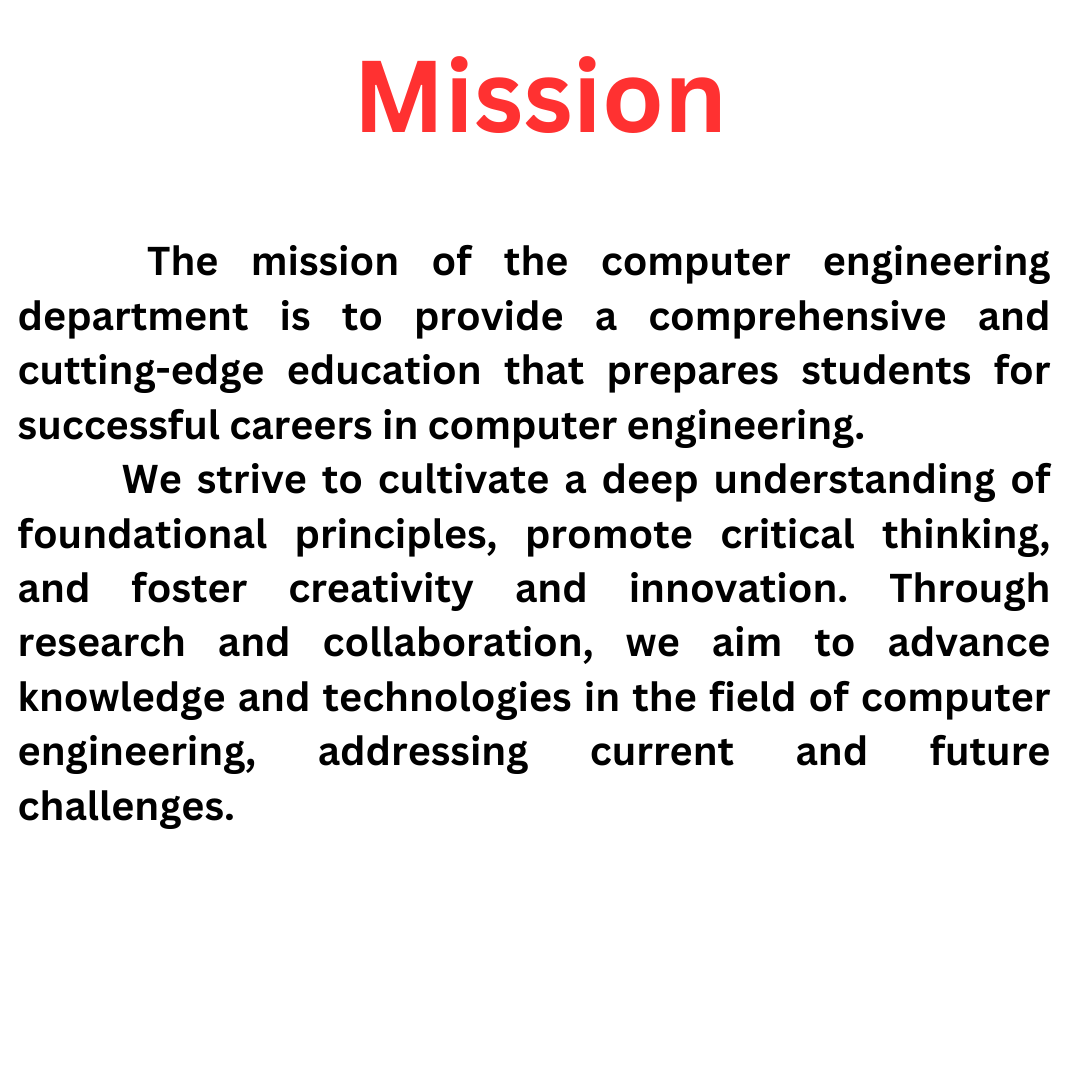 Mission
The mission of the computer engineering
department is to provide a comprehensive and
cutting-edge education that prepares students for
successful careers in computer engineering.
We strive to cultivate a deep understanding of
foundational principles, promote critical thinking,
and foster creativity and innovation. Through
research and collaboration, we aim to advance
knowledge and technologies in the field of computer
engineering, addressing current and future
challenges.